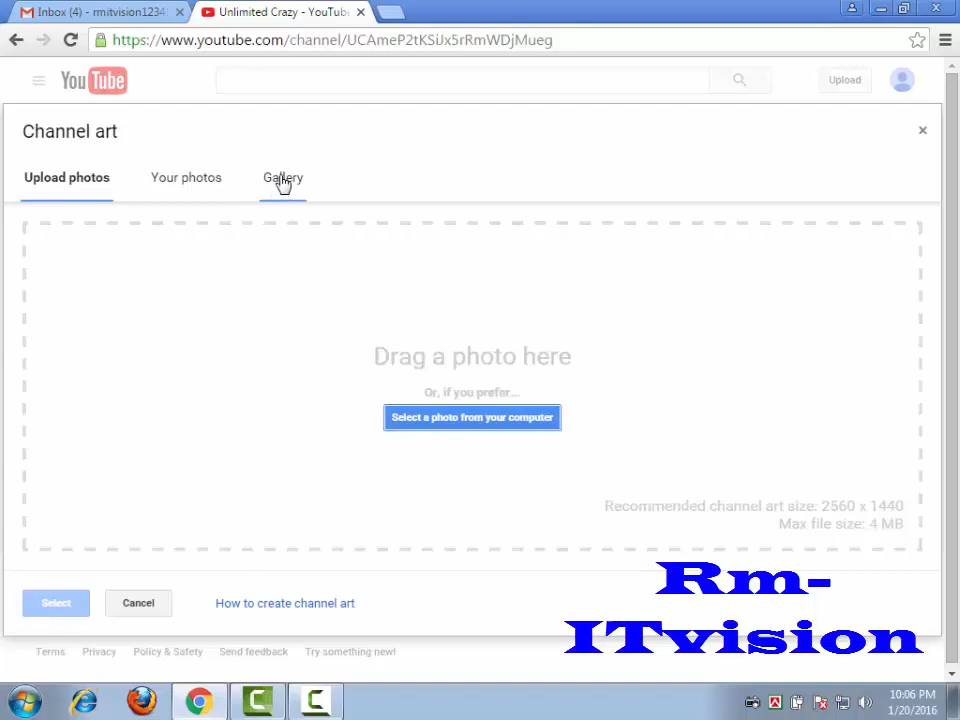 Inbox (4) - rmitvision1234
Unlimited Crazy - YouTube
https://www.youtube.com/channel/UCAmeP2tKSiJx5rRmWDjMueg
YouTube
Upload
Channel art
Upload photos
Your photos
Gallery
Drag a photo here
Or, if you prefer...
Select a photo from your computer
Recommended channel art size: 2560 x 1440
Max file size: 4 MB
Select
Cancel
How to create channel art
Rm-
ITvision
Terms
Privacy
Policy & Safety
Send feedback
Try something new!
10:06 PM
1/20/2016